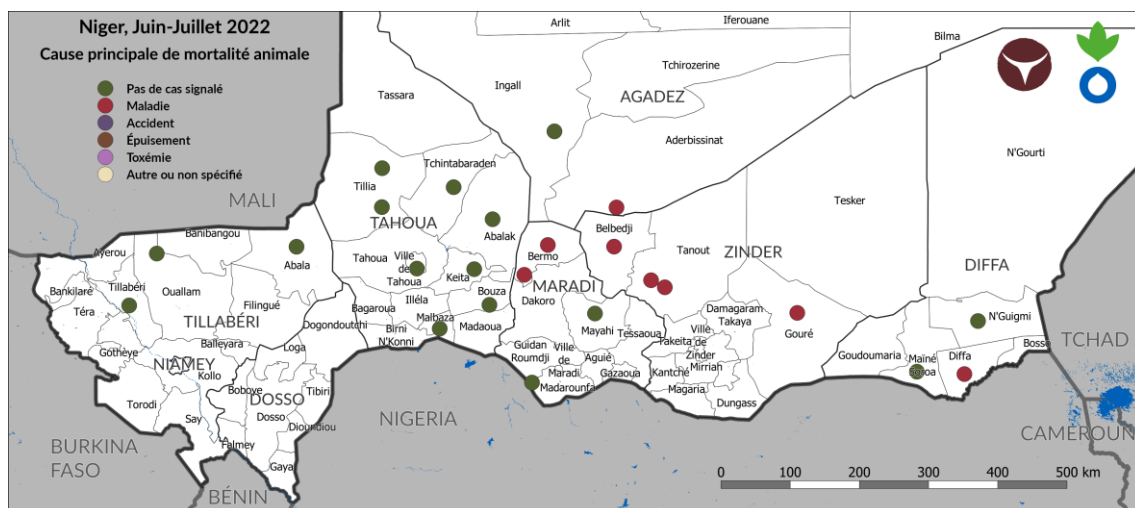 Niger, Juin-Juillet 2022
Cause principale de mortalité animale
Pas de cas signalé
Maladie
Accident
Épuisement
Toxémie
Autre ou non spécifié
Arlit
Iferouane
Bilma
Ingall
Tchirozerine
Tassara
AGADEZ
Aderbissinat
N'Gourti
Tchintabaraden
Tillia
MALI
Tesker
TAHOUA
Abalak
Belbedji
Banibangou
Ayerou
Abala
Tahoua
Ville de
Tahoua
Keita
Bermo
Tanout
ZINDER
DIFFA
Bankilaré
Tillabéri
Ouallam
Filingué
Bagaroua
Illéla
Bouza
MARADI
Dakoro
Téra
TILLABÉRI
Dogondoutchi
Birni
N'Konni
Malbaza
Madaoua
Mayahi
Tessaoua
Damagaram
Takaya
Gouré
N'Guigmi
Gothèye
Balleyara
Loga
Guidan
Roumdji
Ville de
Maradi
Aguié
Gazaoua
Takeita
Ville
de
Zinder
Mirriah
Goudoumaria
Maïné
Soroa
Diffa
Bosso
TCHAD
NIAMEY
Kollo
Boboye
Tibiri
Madarounfa
Kantché
Magaria
Dungass
Torodi
Say
DOSSO
Dosso
Dioundiou
NIGERIA
CAMEROUN
BURKINA
FASO
Falmey
Gaya
BÉNIN
0 100 200 300 400 500 km